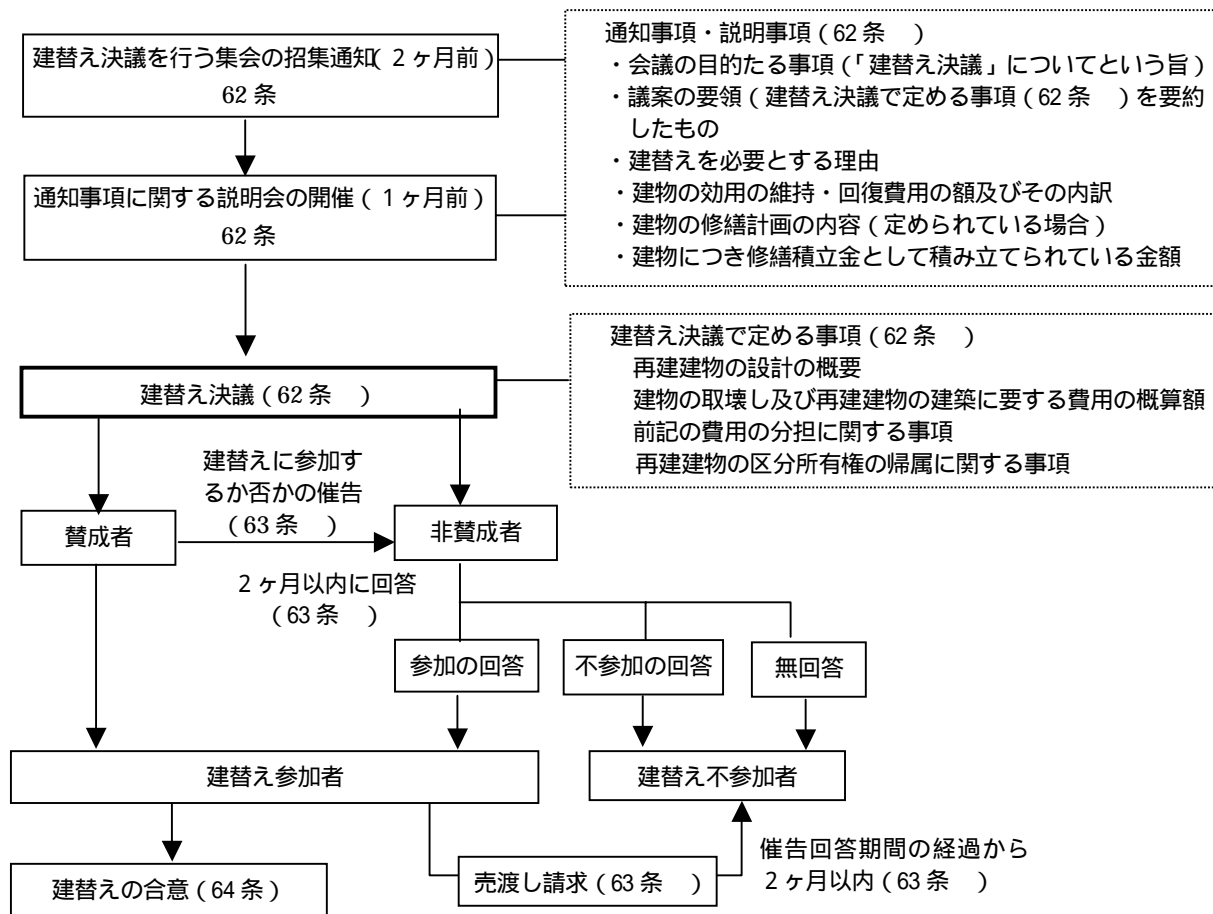 建替え決議を行う集会の招集通知(2ヶ月前)
62条
通知事項・説明事項(62条　)
・会議の目的たる事項(「建替え決議」についてという旨)
・議案の要領(建替え決議で定める事項(62条　)を要約
したもの
・建替えを必要とする理由
・建物の効用の維持・回復費用の額及びその内訳
・建物の修繕計画の内容(定められている場合)
・建物につき修繕積立金として積み立てられている金額
通知事項に関する説明会の開催(1ヶ月前)
62条
建替え決議(62条　)
建替え決議で定める事項(62条　)
再建建物の設計の概要
建物の取壊し及び再建建物の建築に要する費用の概算額
前記の費用の分担に関する事項
再建建物の区分所有権の帰属に関する事項
建替えに参加す
るか否かの催告
(63条　)
賛成者
非賛成者
2ヶ月以内に回答
(63条　)
参加の回答
不参加の回答
無回答
建替え参加者
建替え不参加者
建替えの合意(64条)
売渡し請求(63条　)
催告回答期間の経過から
2ヶ月以内(63条　)